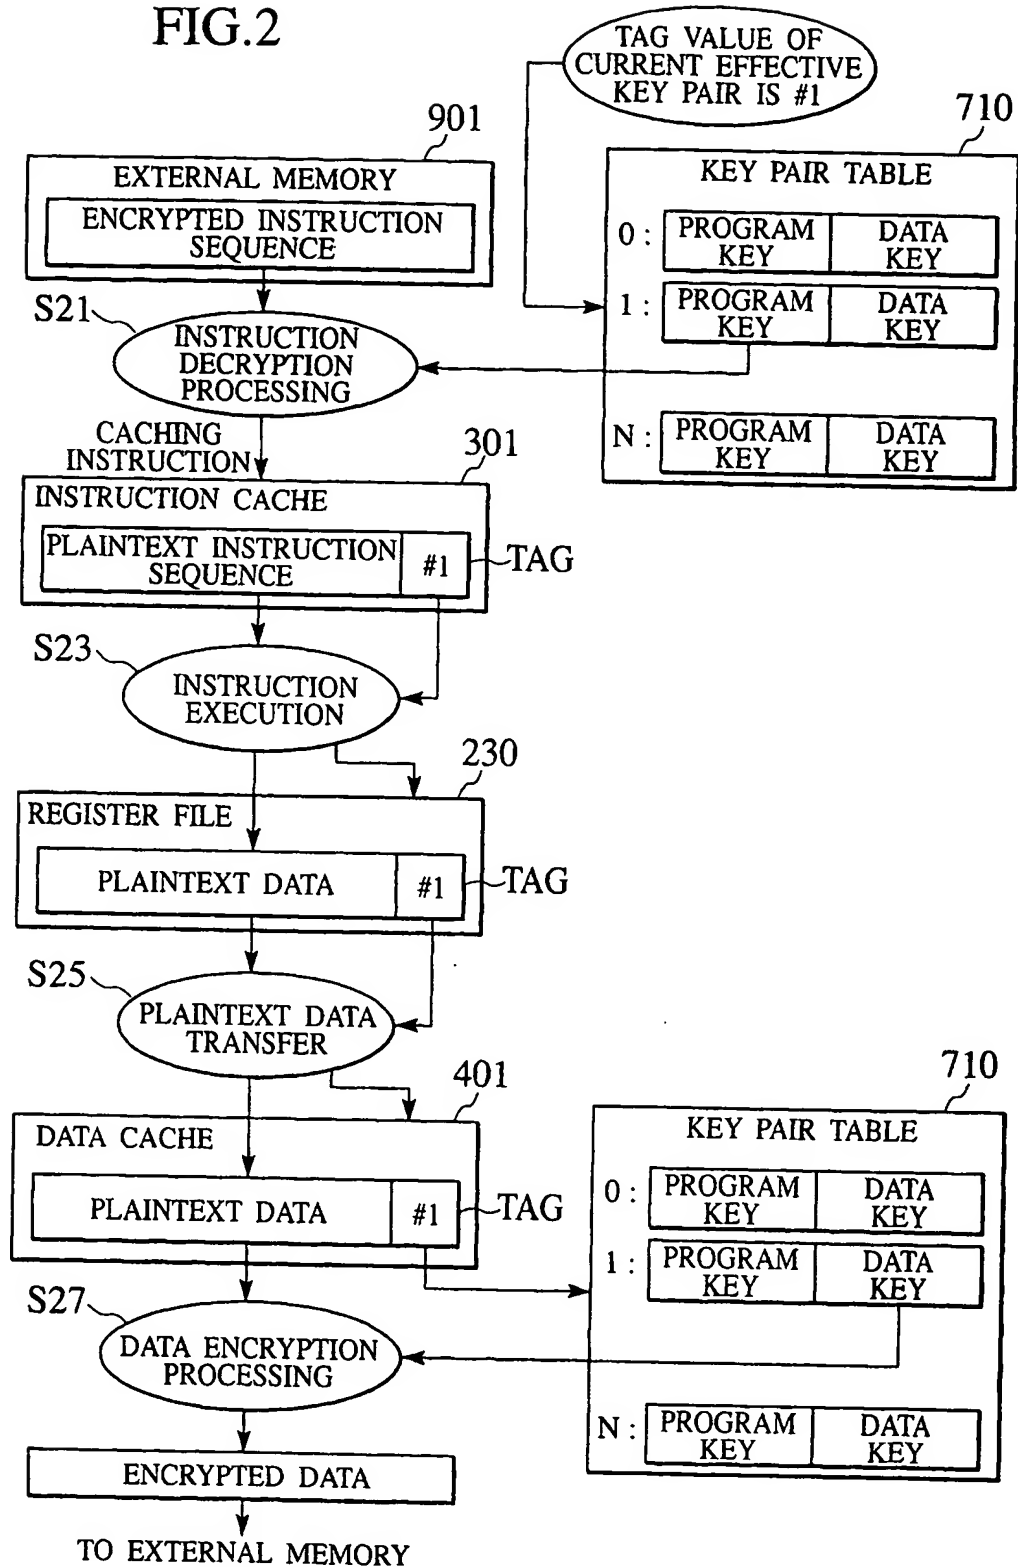 FIG.2
TAG VALUE OF
CURRENT EFFECTIVE
KEY PAIR IS #1
901
EXTERNAL MEMORY
ENCRYPTED INSTRUCTION
SEQUENCE
710
KEY PAIR TABLE
0 : PROGRAM KEY DATA KEY
1 : PROGRAM KEY DATA KEY
N : PROGRAM KEY DATA KEY
S21
INSTRUCTION
DECRYPTION
PROCESSING
CACHING
INSTRUCTION
301
INSTRUCTION CACHE
PLAINTEXT INSTRUCTION
SEQUENCE
#1
TAG
S23
INSTRUCTION
EXECUTION
230
REGISTER FILE
PLAINTEXT DATA #1 TAG
S25
PLAINTEXT DATA
TRANSFER
401
DATA CACHE
PLAINTEXT DATA #1 TAG
710
KEY PAIR TABLE
0 : PROGRAM KEY DATA KEY
1 : PROGRAM KEY DATA KEY
N : PROGRAM KEY DATA KEY
S27
DATA ENCRYPTION
PROCESSING
ENCRYPTED DATA
TO EXTERNAL MEMORY